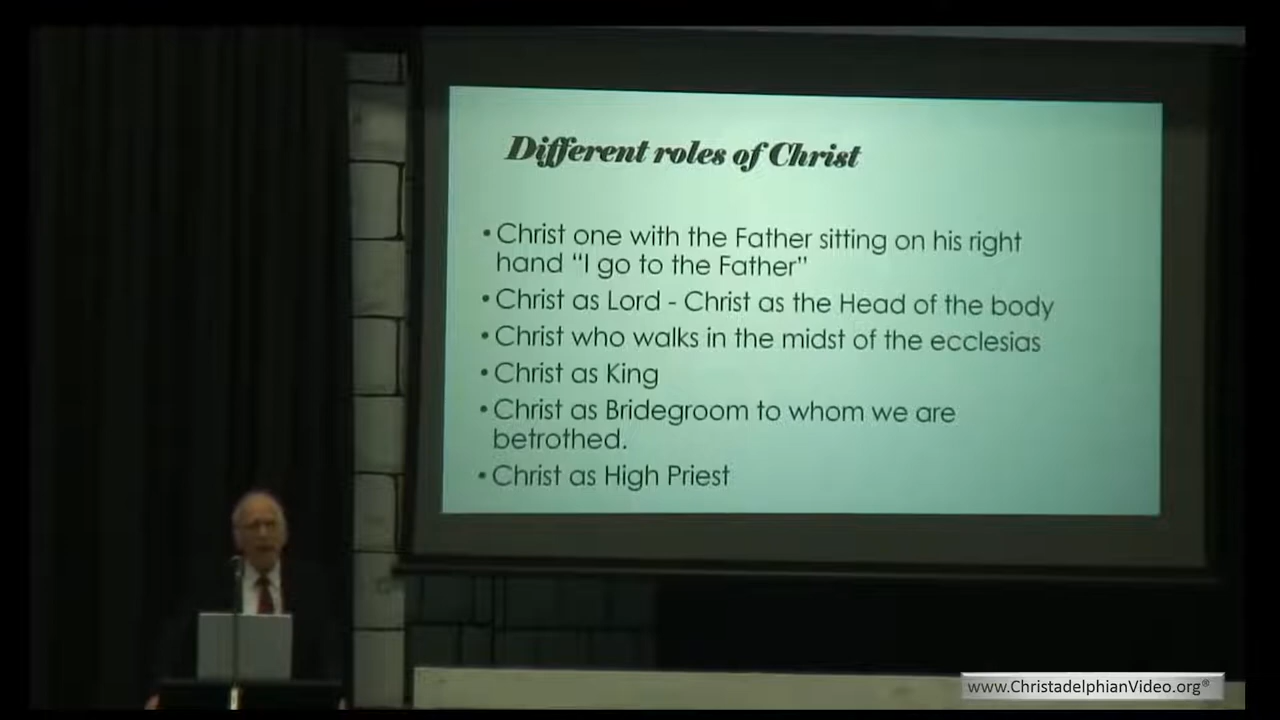 Different roles of Christ
• Christ one with the Father sitting on his right
hand “I go to the Father”
• Christ as Lord - Christ as the Head of the body
• Christ who walks in the midst of the ecclesias
• Christ as King
• Christ as Bridegroom to whom we are
betrothed.
• Christ as High Priest
www.ChristadelphianVideo.org®